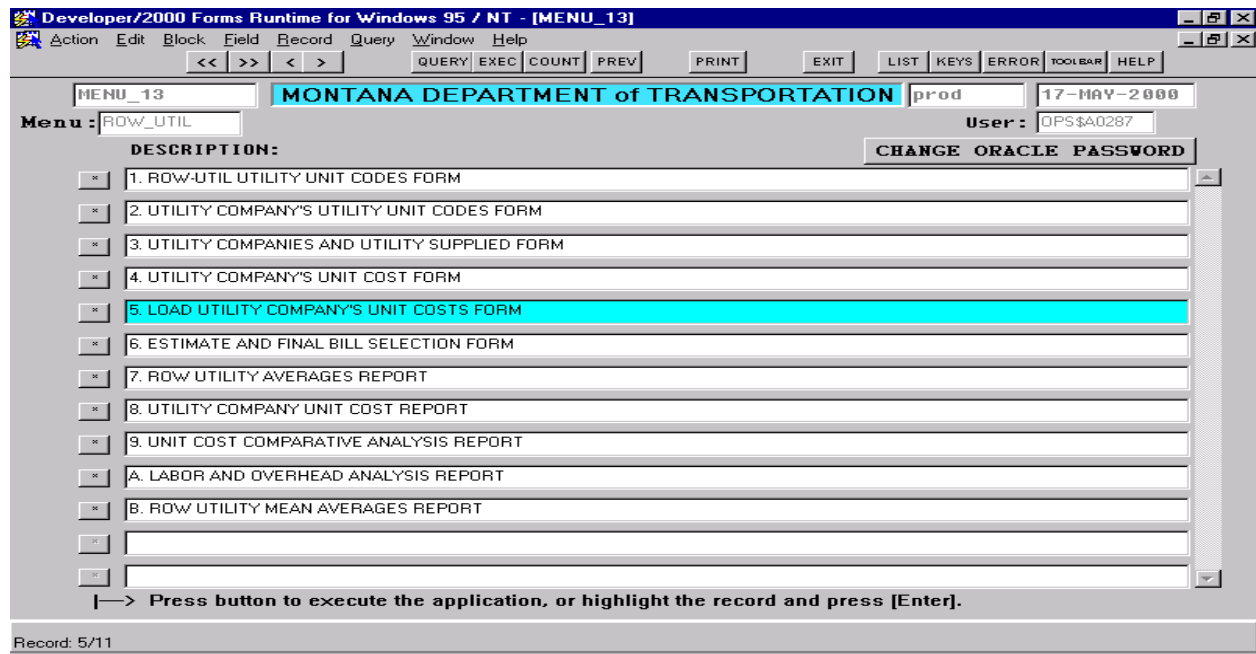 Developer/2000 Forms Runtime for Windows 95 / NT - [MENU_13]
Action Edit Block Field Record Query Window Help
<< >> < > QUERY EXEC COUNT PREV PRINT EXIT LIST KEYS ERROR TOOLBAR HELP
MENU_13 MONTANA DEPARTMENT of TRANSPORTATION prod 17-MAY-2000
Menu: ROW_UTIL User: OPS$A0287
DESCRIPTION: CHANGE ORACLE PASSWORD
* 1. ROW-UTIL UTILITY UNIT CODES FORM
* 2. UTILITY COMPANY'S UTILITY UNIT CODES FORM
* 3. UTILITY COMPANIES AND UTILITY SUPPLIED FORM
* 4. UTILITY COMPANY'S UNIT COST FORM
* 5. LOAD UTILITY COMPANY'S UNIT COSTS FORM
* 6. ESTIMATE AND FINAL BILL SELECTION FORM
* 7. ROW UTILITY AVERAGES REPORT
* 8. UTILITY COMPANY UNIT COST REPORT
* 9. UNIT COST COMPARATIVE ANALYSIS REPORT
* A. LABOR AND OVERHEAD ANALYSIS REPORT
* B. ROW UTILITY MEAN AVERAGES REPORT
*
*
|—> Press button to execute the application, or highlight the record and press [Enter].
Record: 5/11